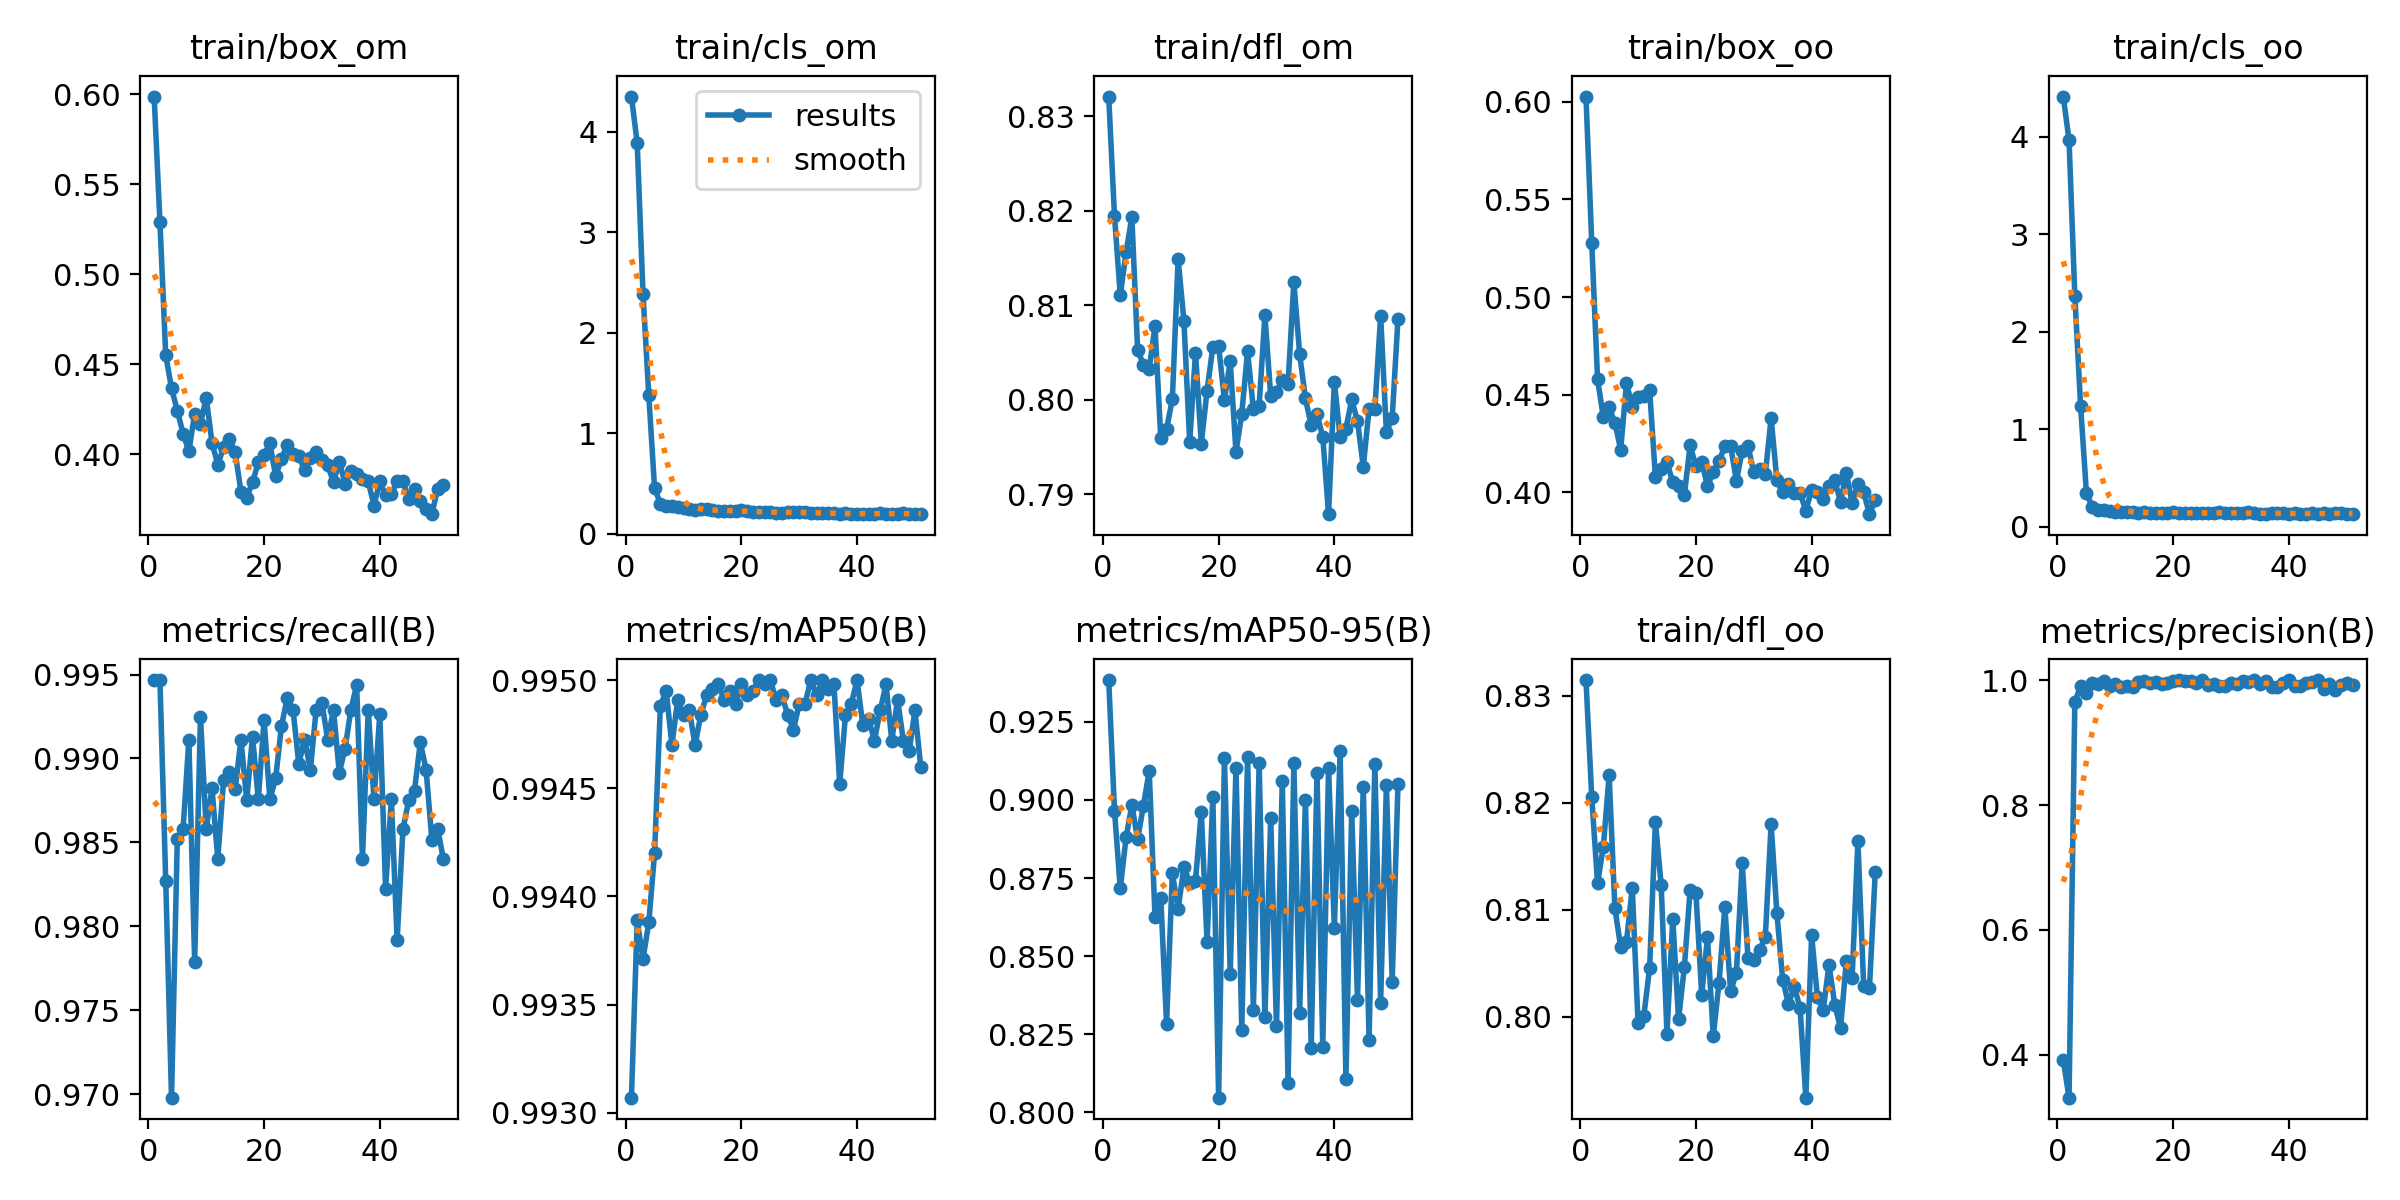 train/box_om
train/cls_om
train/dfl_om
train/box_oo
train/cls_oo
0.60
0.55
0.50
0.45
0.40
0 20 40
results
smooth
4
3
2
1
0
0 20 40
0.83
0.82
0.81
0.80
0.79
0 20 40
0.60
0.55
0.50
0.45
0.40
0 20 40
4
3
2
1
0
0 20 40
metrics/recall(B)
metrics/mAP50(B)
metrics/mAP50-95(B)
train/dfl_oo
metrics/precision(B)
0.995
0.990
0.985
0.980
0.975
0.970
0 20 40
0.9950
0.9945
0.9940
0.9935
0.9930
0 20 40
0.925
0.900
0.875
0.850
0.825
0.800
0 20 40
0.83
0.82
0.81
0.80
0 20 40
1.0
0.8
0.6
0.4
0 20 40